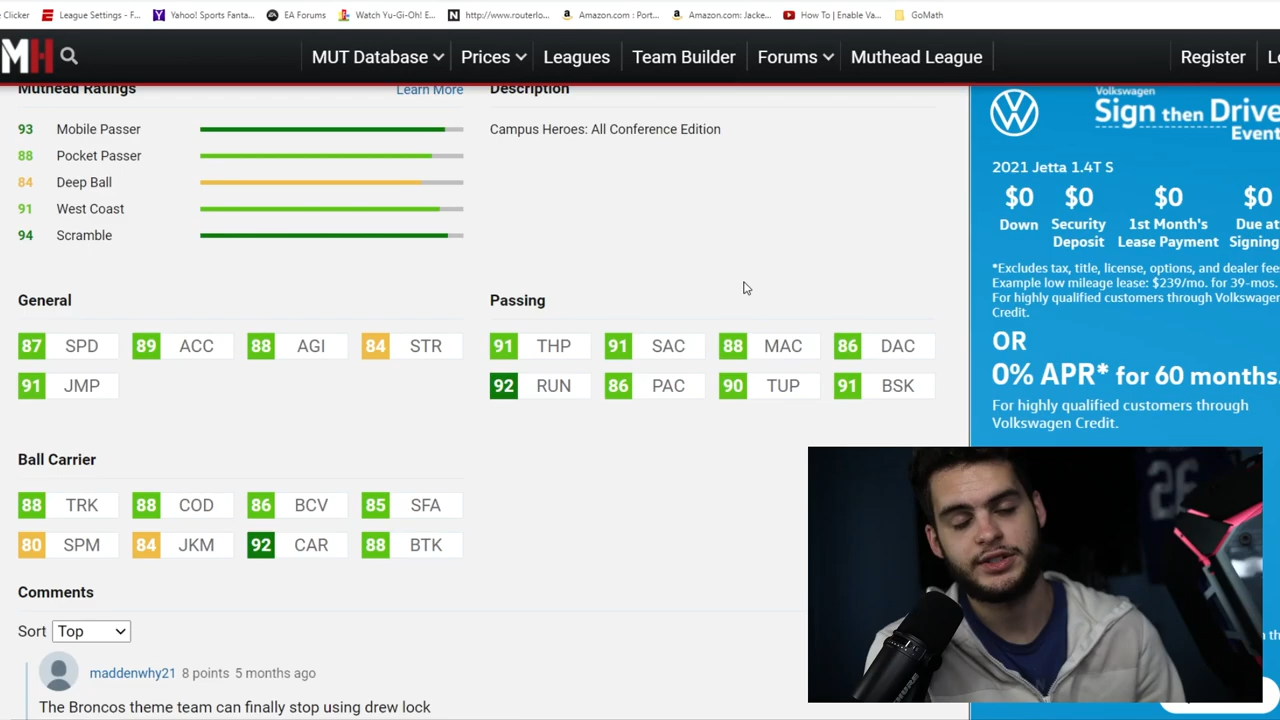 Clicker
League Settings - F...
Yahoo! Sports Fanta...
EA Forums
Watch Yu-Gi-Oh! E...
http://www.routerlo...
Amazon.com : Port...
Amazon.com: Jacke...
How To | Enable Va...
GoMath
MH
MUT Database
Prices
Leagues
Team Builder
Forums
Muthead League
Register
Muthead Ratings
Learn More
93 Mobile Passer
88 Pocket Passer
84 Deep Ball
91 West Coast
94 Scramble
Description
Campus Heroes: All Conference Edition
General
87 SPD 89 ACC 88 AGI 84 STR
91 JMP
Passing
91 THP 91 SAC 88 MAC 86 DAC
92 RUN 86 PAC 90 TUP 91 BSK
Ball Carrier
88 TRK 88 COD 86 BCV 85 SFA
80 SPM 84 JKM 92 CAR 88 BTK
Comments
Sort Top
maddenwhy21 8 points 5 months ago
The Broncos theme team can finally stop using drew lock
Volkswagen
Sign then Drive
Event
2021 Jetta 1.4T S
$0 $0 $0 $0
Down Security 1st Month's Due at
Deposit Lease Payment Signing
*Excludes tax, title, license, options, and dealer fee
Example low mileage lease: $239/mo. for 39-mos.
For highly qualified customers through Volkswagen
Credit.
OR
0% APR* for 60 months.
For highly qualified customers through
Volkswagen Credit.
26